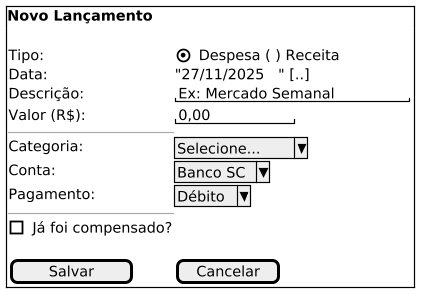 Novo Lançamento
Tipo: Despesa ( ) Receita
Data: "27/11/2025 " [..]
Descrição: Ex: Mercado Semanal
Valor (R$): 0,00
Categoria: Selecione...
Conta: Banco SC
Pagamento: Débito
Já foi compensado?
Salvar Cancelar